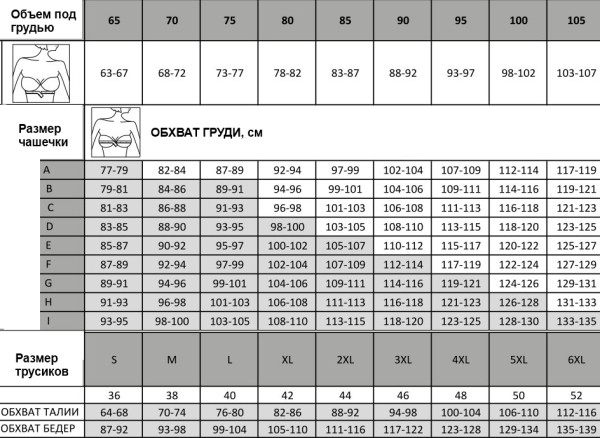 Объем под грудью 65 70 75 80 85 90 95 100 105
63-67 68-72 73-77 78-82 83-87 88-92 93-97 98-102 103-107
Размер чашечки ОБХВАТ ГРУДИ, см
A 77-79 82-84 87-89 92-94 97-99 102-104 107-109 112-114 117-119
B 79-81 84-86 89-91 94-96 99-101 104-106 109-111 114-116 119-121
C 81-83 86-88 91-93 96-98 101-103 106-108 111-113 116-118 121-123
D 83-85 88-90 93-95 98-100 103-105 108-110 113-115 118-120 123-125
E 85-87 90-92 95-97 100-102 105-107 110-112 115-117 120-122 125-127
F 87-89 92-94 97-99 102-104 107-109 112-114 117-119 122-124 127-129
G 89-91 94-96 99-101 104-106 109-111 114-116 119-121 124-126 129-131
H 91-93 96-98 101-103 106-108 111-113 116-118 121-123 126-128 131-133
I 93-95 98-100 103-105 108-110 113-115 118-120 123-125 128-130 133-135
Размер трусиков S M L XL 2XL 3XL 4XL 5XL 6XL
36 38 40 42 44 46 48 50 52
ОБХВАТ ТАЛИИ 64-68 70-74 76-80 82-86 88-92 94-98 100-104 106-110 112-116
ОБХВАТ БЕДЕР 87-92 93-98 99-104 105-110 111-116 117-122 123-128 129-134 135-139